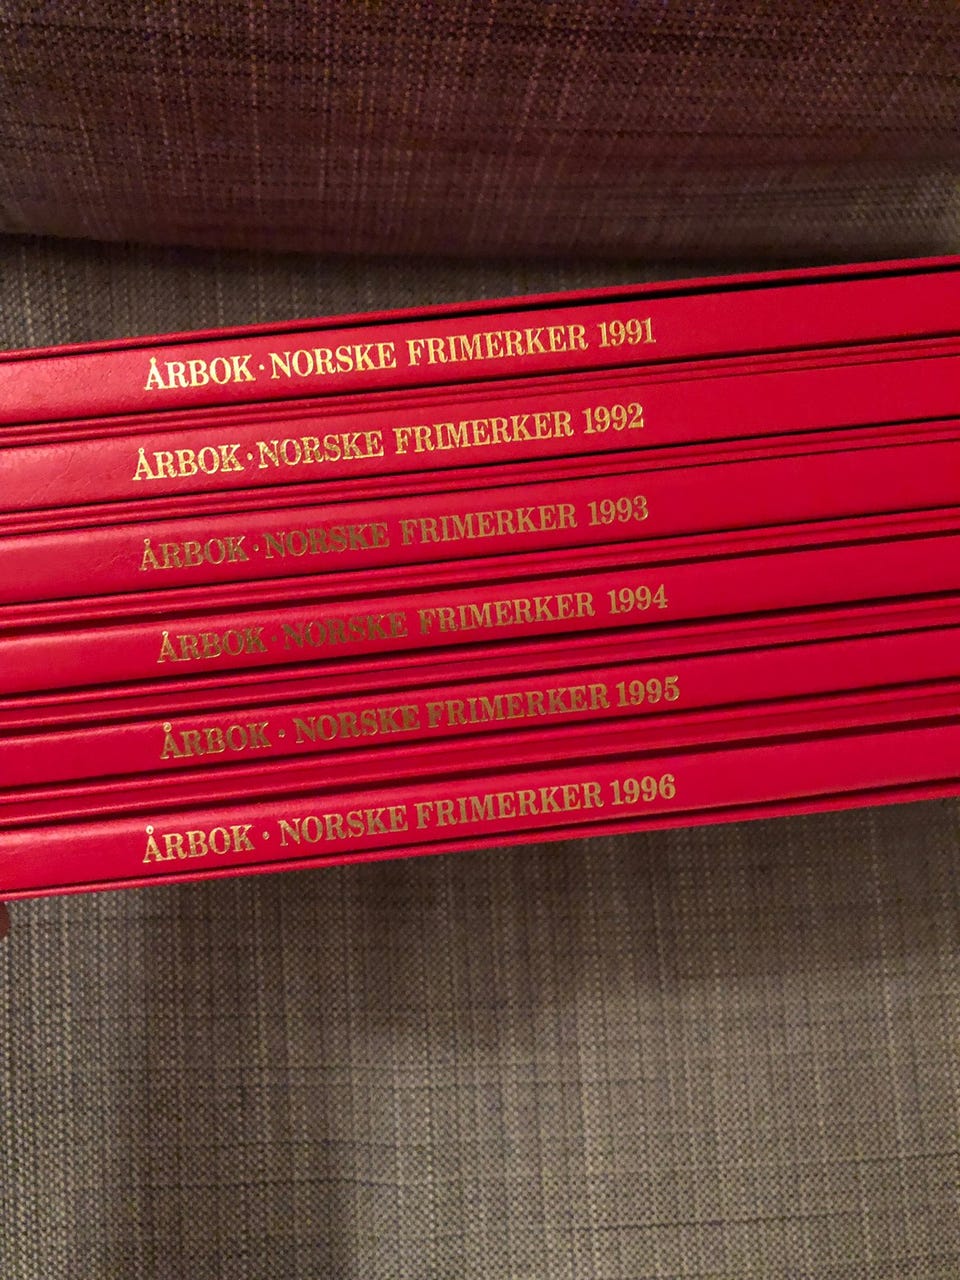 ÅRBOK · NORSKE FRIMERKER 1991
ÅRBOK · NORSKE FRIMERKER 1992
ÅRBOK · NORSKE FRIMERKER 1993
ÅRBOK · NORSKE FRIMERKER 1994
ÅRBOK · NORSKE FRIMERKER 1995
ÅRBOK · NORSKE FRIMERKER 1996